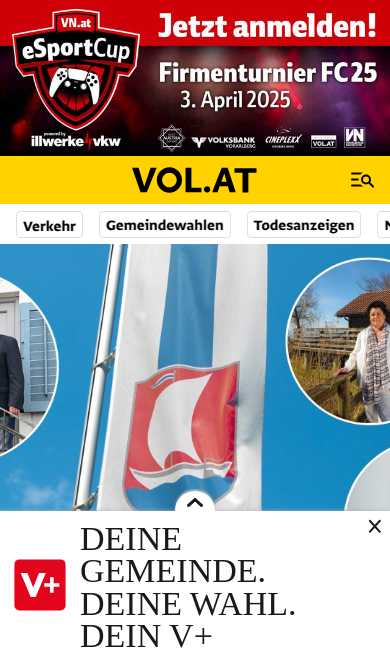 VN.at
eSportCup
powered by
illwerke vkw
Jetzt anmelden!
Firmenturnier FC25
3. April 2025
AUSTRIA
VOLKSBANK
VORARLBERG
CINEPLEXX
VOL.AT
VN
VOL.AT
Verkehr
Gemeindewahlen
Todesanzeigen
V+
DEINE
GEMEINDE.
DEINE WAHL.
DEIN V+